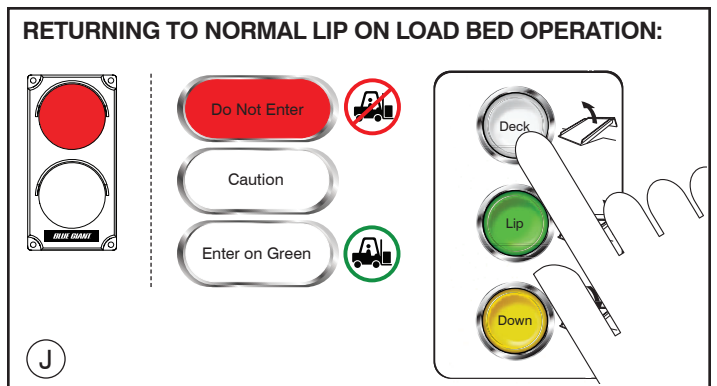 RETURNING TO NORMAL LIP ON LOAD BED OPERATION:
BLUE GIANT
Do Not Enter
Caution
Enter on Green
Deck
Lip
Down
J